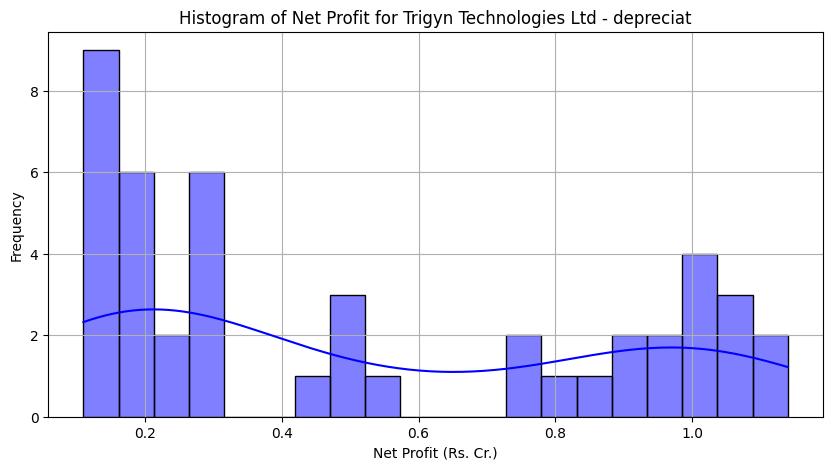 Histogram of Net Profit for Trigyn Technologies Ltd - depreciat
8
6
4
2
0
Frequency
0.2 0.4 0.6 0.8 1.0
Net Profit (Rs. Cr.)